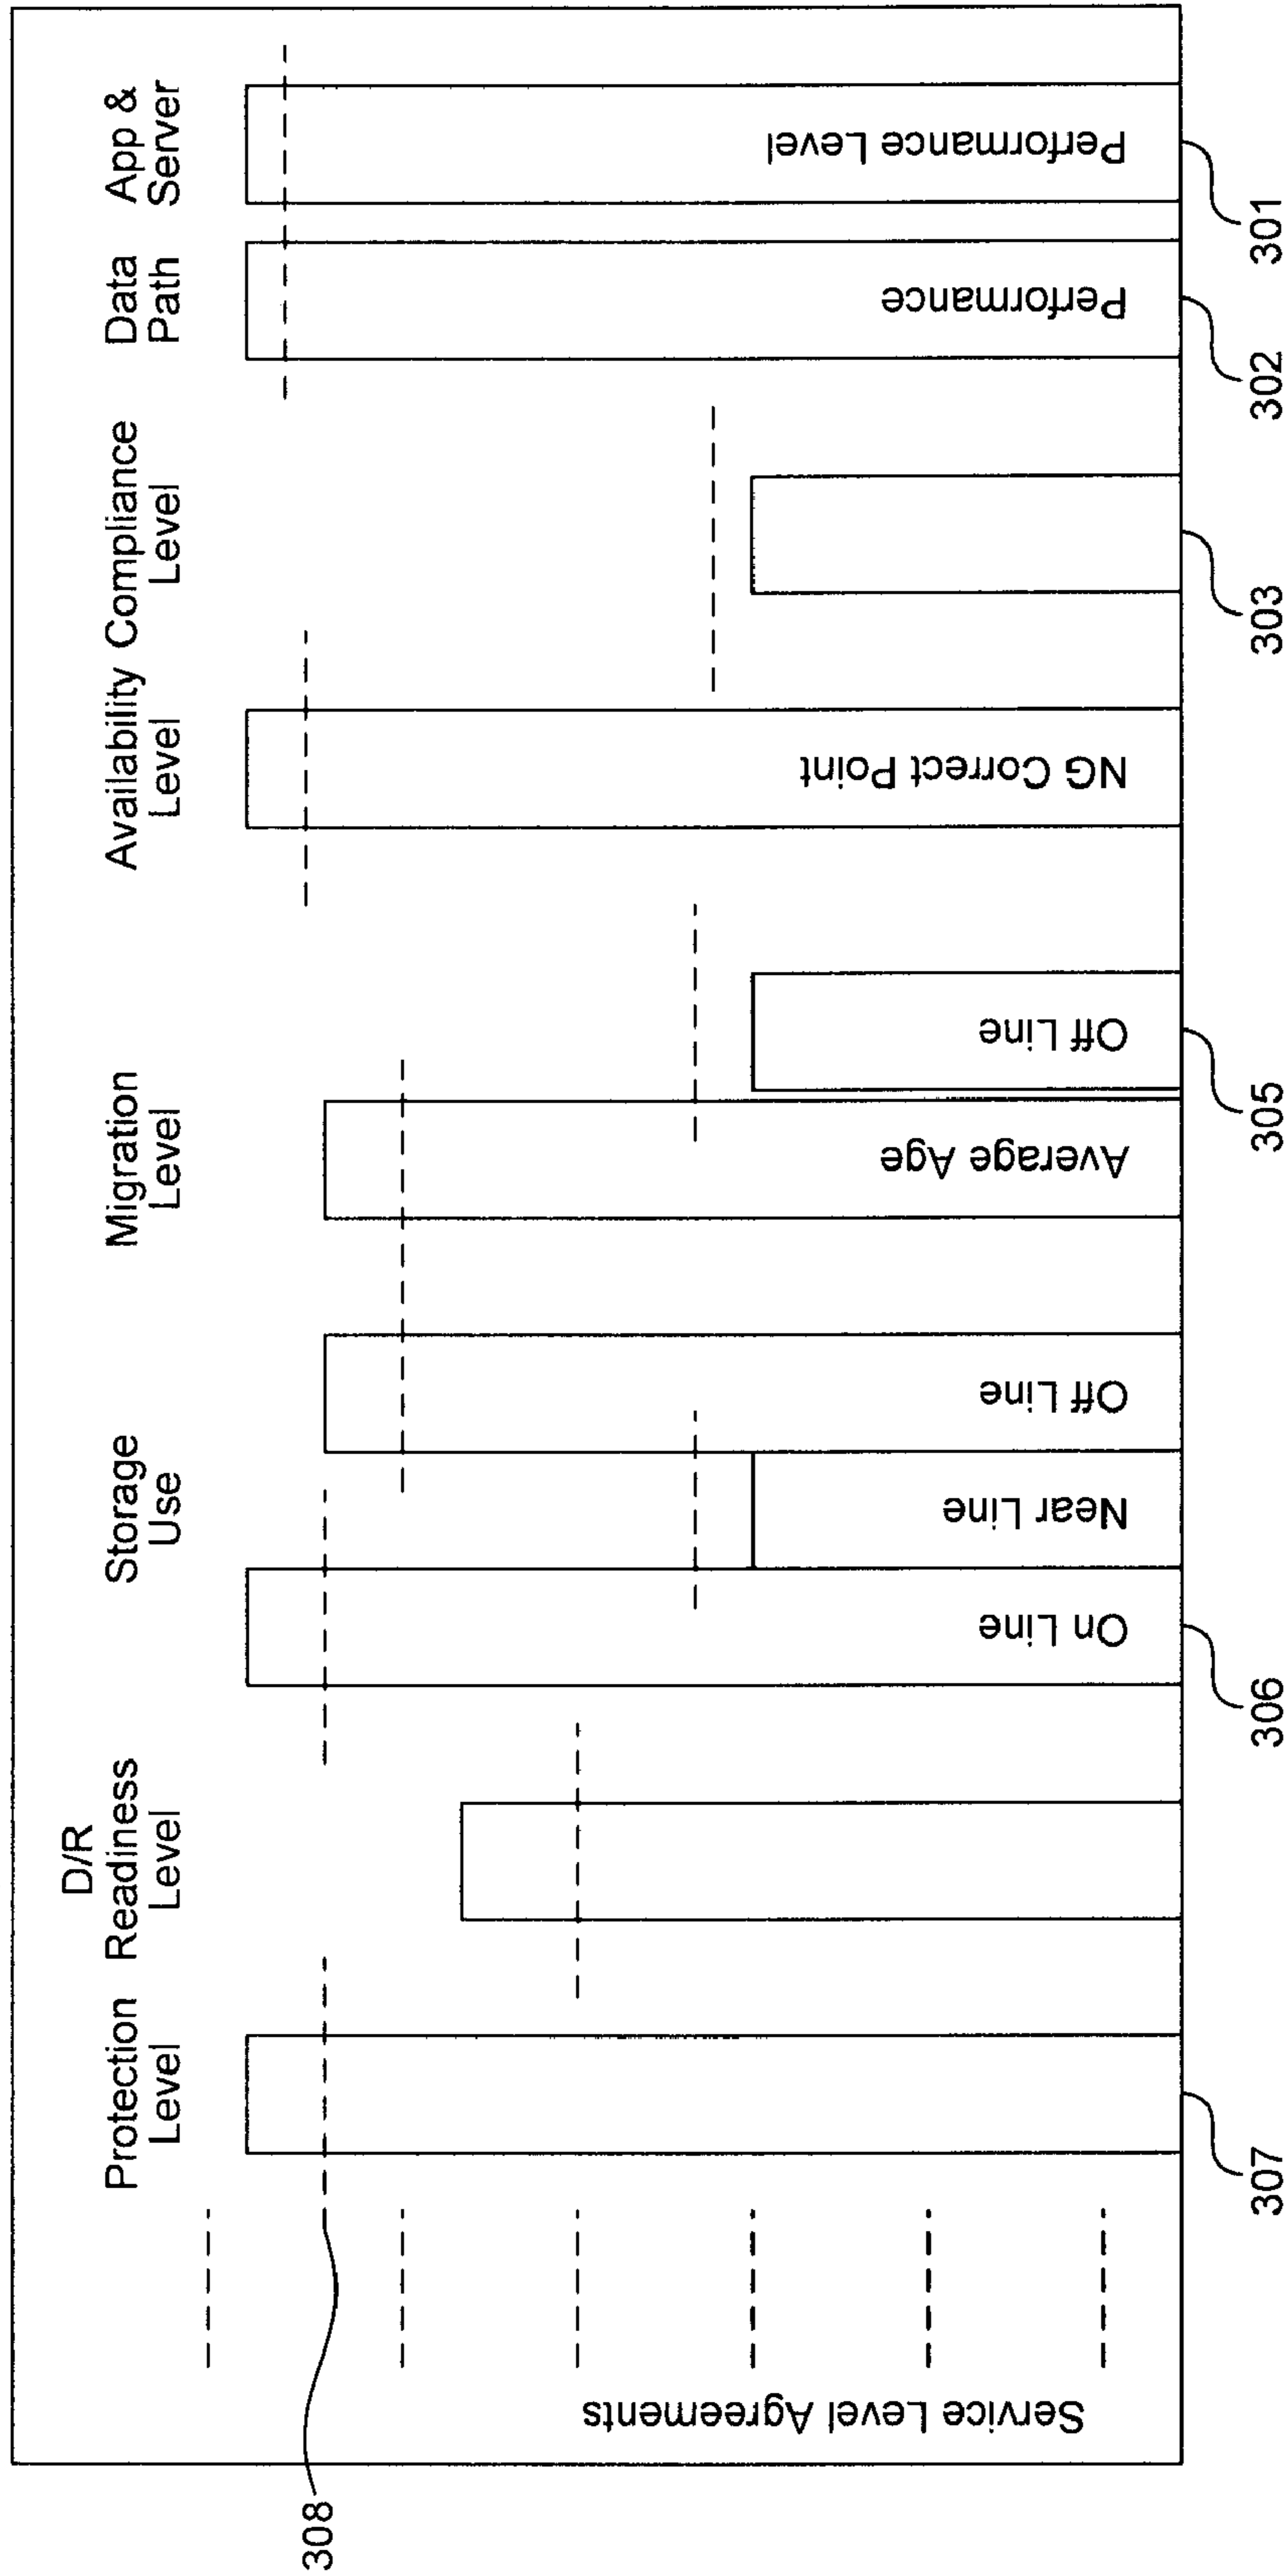 Protection
Level
D/R
Readiness
Level
Storage
Use
Migration
Level
Availability
Level
Compliance
Level
Data
Path
App &
Server
Service Level Agreements
On Line
Near Line
Off Line
Average Age
Off Line
NG Correct Point
Performance
Performance Level
308
307
306
305
303
302
301